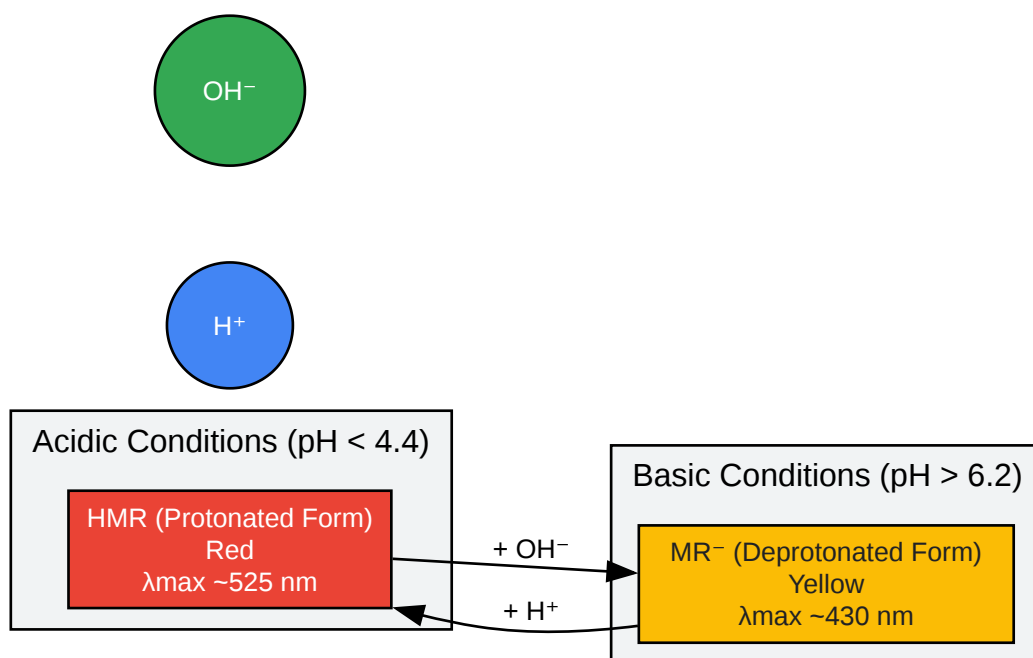 OH⁻
H⁺
Acidic Conditions (pH < 4.4)
HMR (Protonated Form)
Red
λmax ~525 nm
+ OH⁻
+ H⁺
Basic Conditions (pH > 6.2)
MR⁻ (Deprotonated Form)
Yellow
λmax ~430 nm